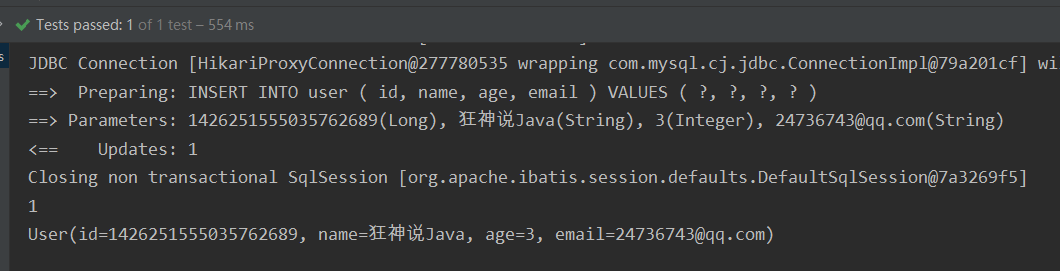 Tests passed: 1 of 1 test – 554 ms
JDBC Connection [HikariProxyConnection@277780535 wrapping com.mysql.cj.jdbc.ConnectionImpl@79a201cf] wi
==>  Preparing: INSERT INTO user ( id, name, age, email ) VALUES ( ?, ?, ?, ? )
==> Parameters: 1426251555035762689(Long), 狂神说Java(String), 3(Integer), 24736743@qq.com(String)
<==    Updates: 1
Closing non transactional SqlSession [org.apache.ibatis.session.defaults.DefaultSqlSession@7a3269f5]
1
User(id=1426251555035762689, name=狂神说Java, age=3, email=24736743@qq.com)